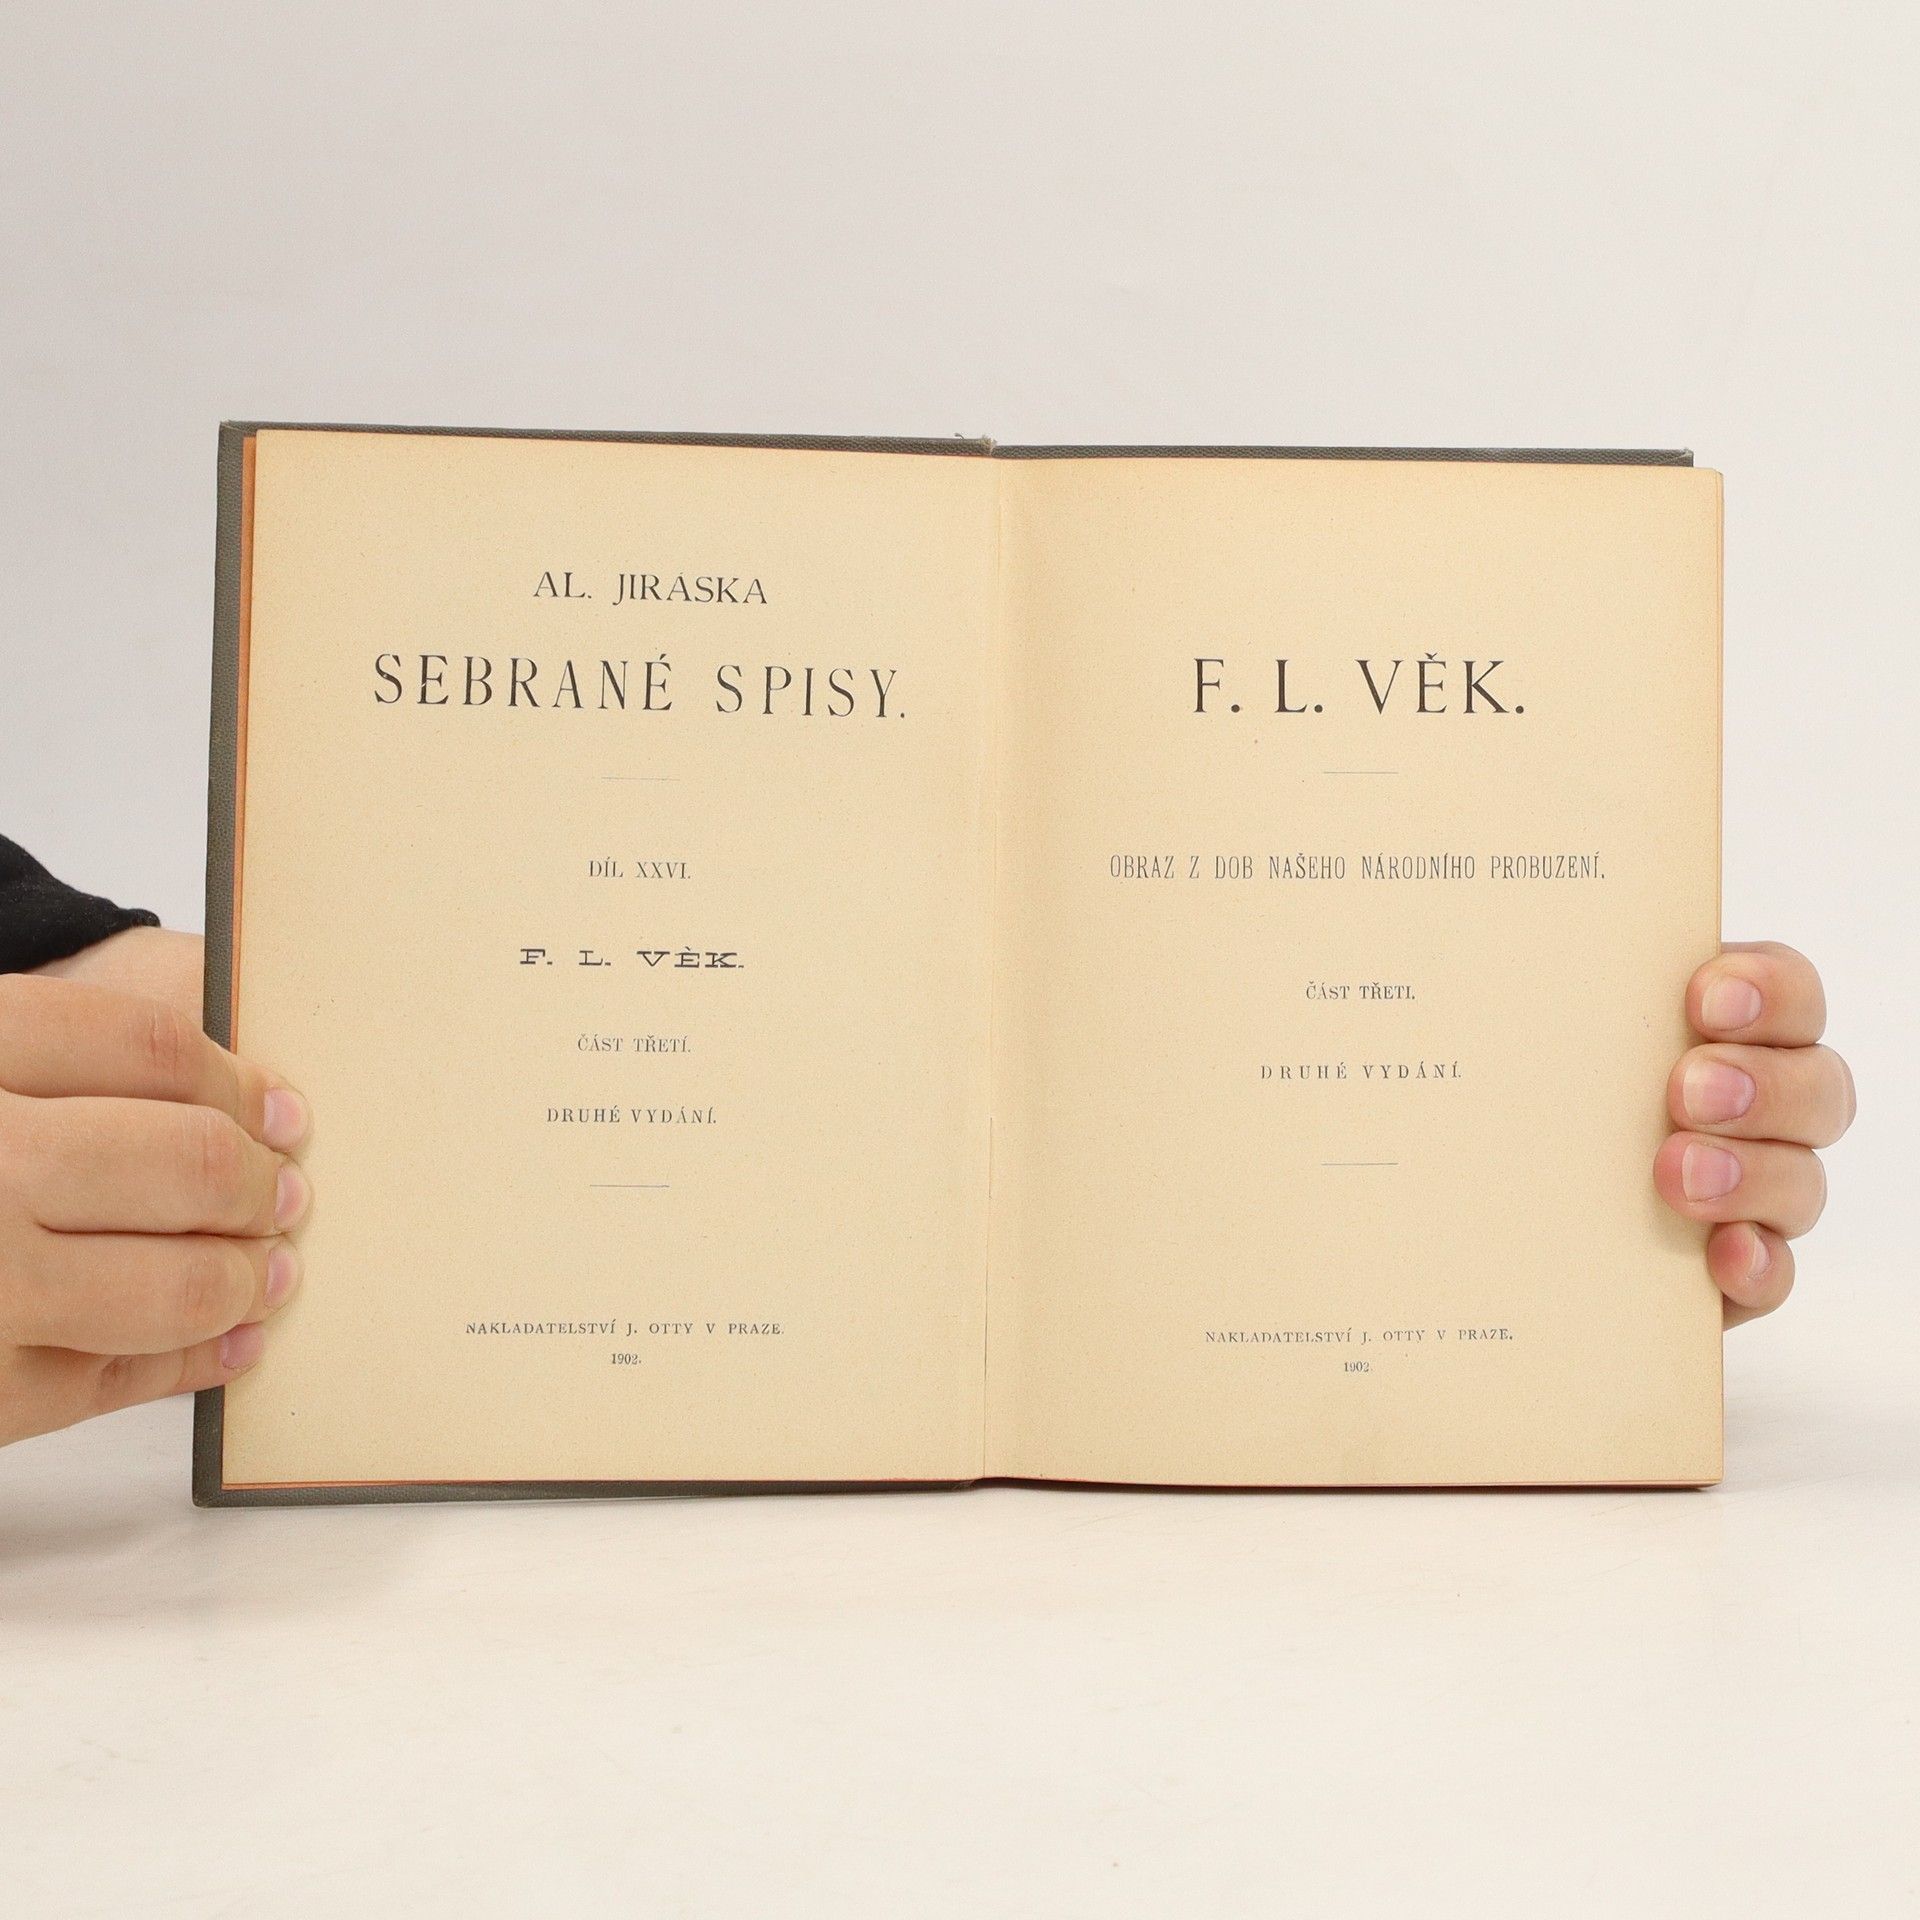 AL. JIRÁSKA
SEBRANÉ SPISY.
DÍL XXVI.
F. L. VĚK.
ČÁST TŘETÍ.
DRUHÉ VYDÁNÍ.
NAKLADATELSTVÍ J. OTTY V PRAZE.
1902.
F. L. VĚK.
OBRAZ Z DOB NAŠEHO NÁRODNÍHO PROBUZENÍ.
ČÁST TŘETI.
DRUHÉ VYDÁNÍ.
NAKLADATELSTVÍ J. OTTY V PRAZE.
1902.